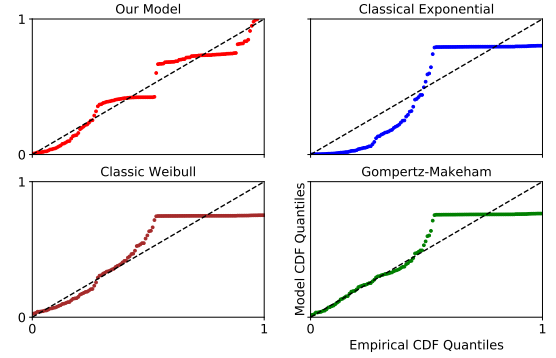 Our Model
Classical Exponential
1
0
Classic Weibull
Gompertz-Makeham
1
0
0
1
0
1
Model CDF Quantiles
Empirical CDF Quantiles